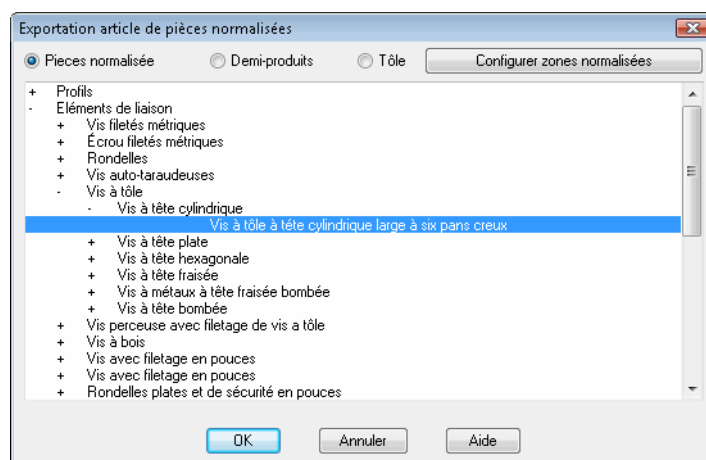 Exportation article de pièces normalisées
Pieces normalisée Demi-produits Tôle Configurer zones normalisées
+ Profils
- Eléments de liaison
+ Vis filetés métriques
+ Écrou filetés métriques
+ Rondelles
+ Vis auto-taraudeuses
- Vis à tôle
- Vis à tête cylindrique
Vis à tôle à téte cylindrique large à six pans creux
+ Vis à tête plate
+ Vis à tête hexagonale
+ Vis à tête fraisée
+ Vis à métaux à tête fraisée bombée
+ Vis à tête bombée
+ Vis perceuse avec filetage de vis a tôle
+ Vis à bois
+ Vis avec filetage en pouces
+ Vis avec filetage en pouces
+ Rondelles plates et de sécurité en pouces
OK Annuler Aide